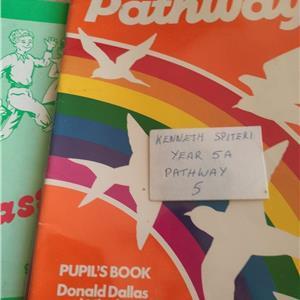 Pathway
KENNETH SPITERI
YEAR 5A
PATHWAY
5
PUPIL'S BOOK
Donald Dallas